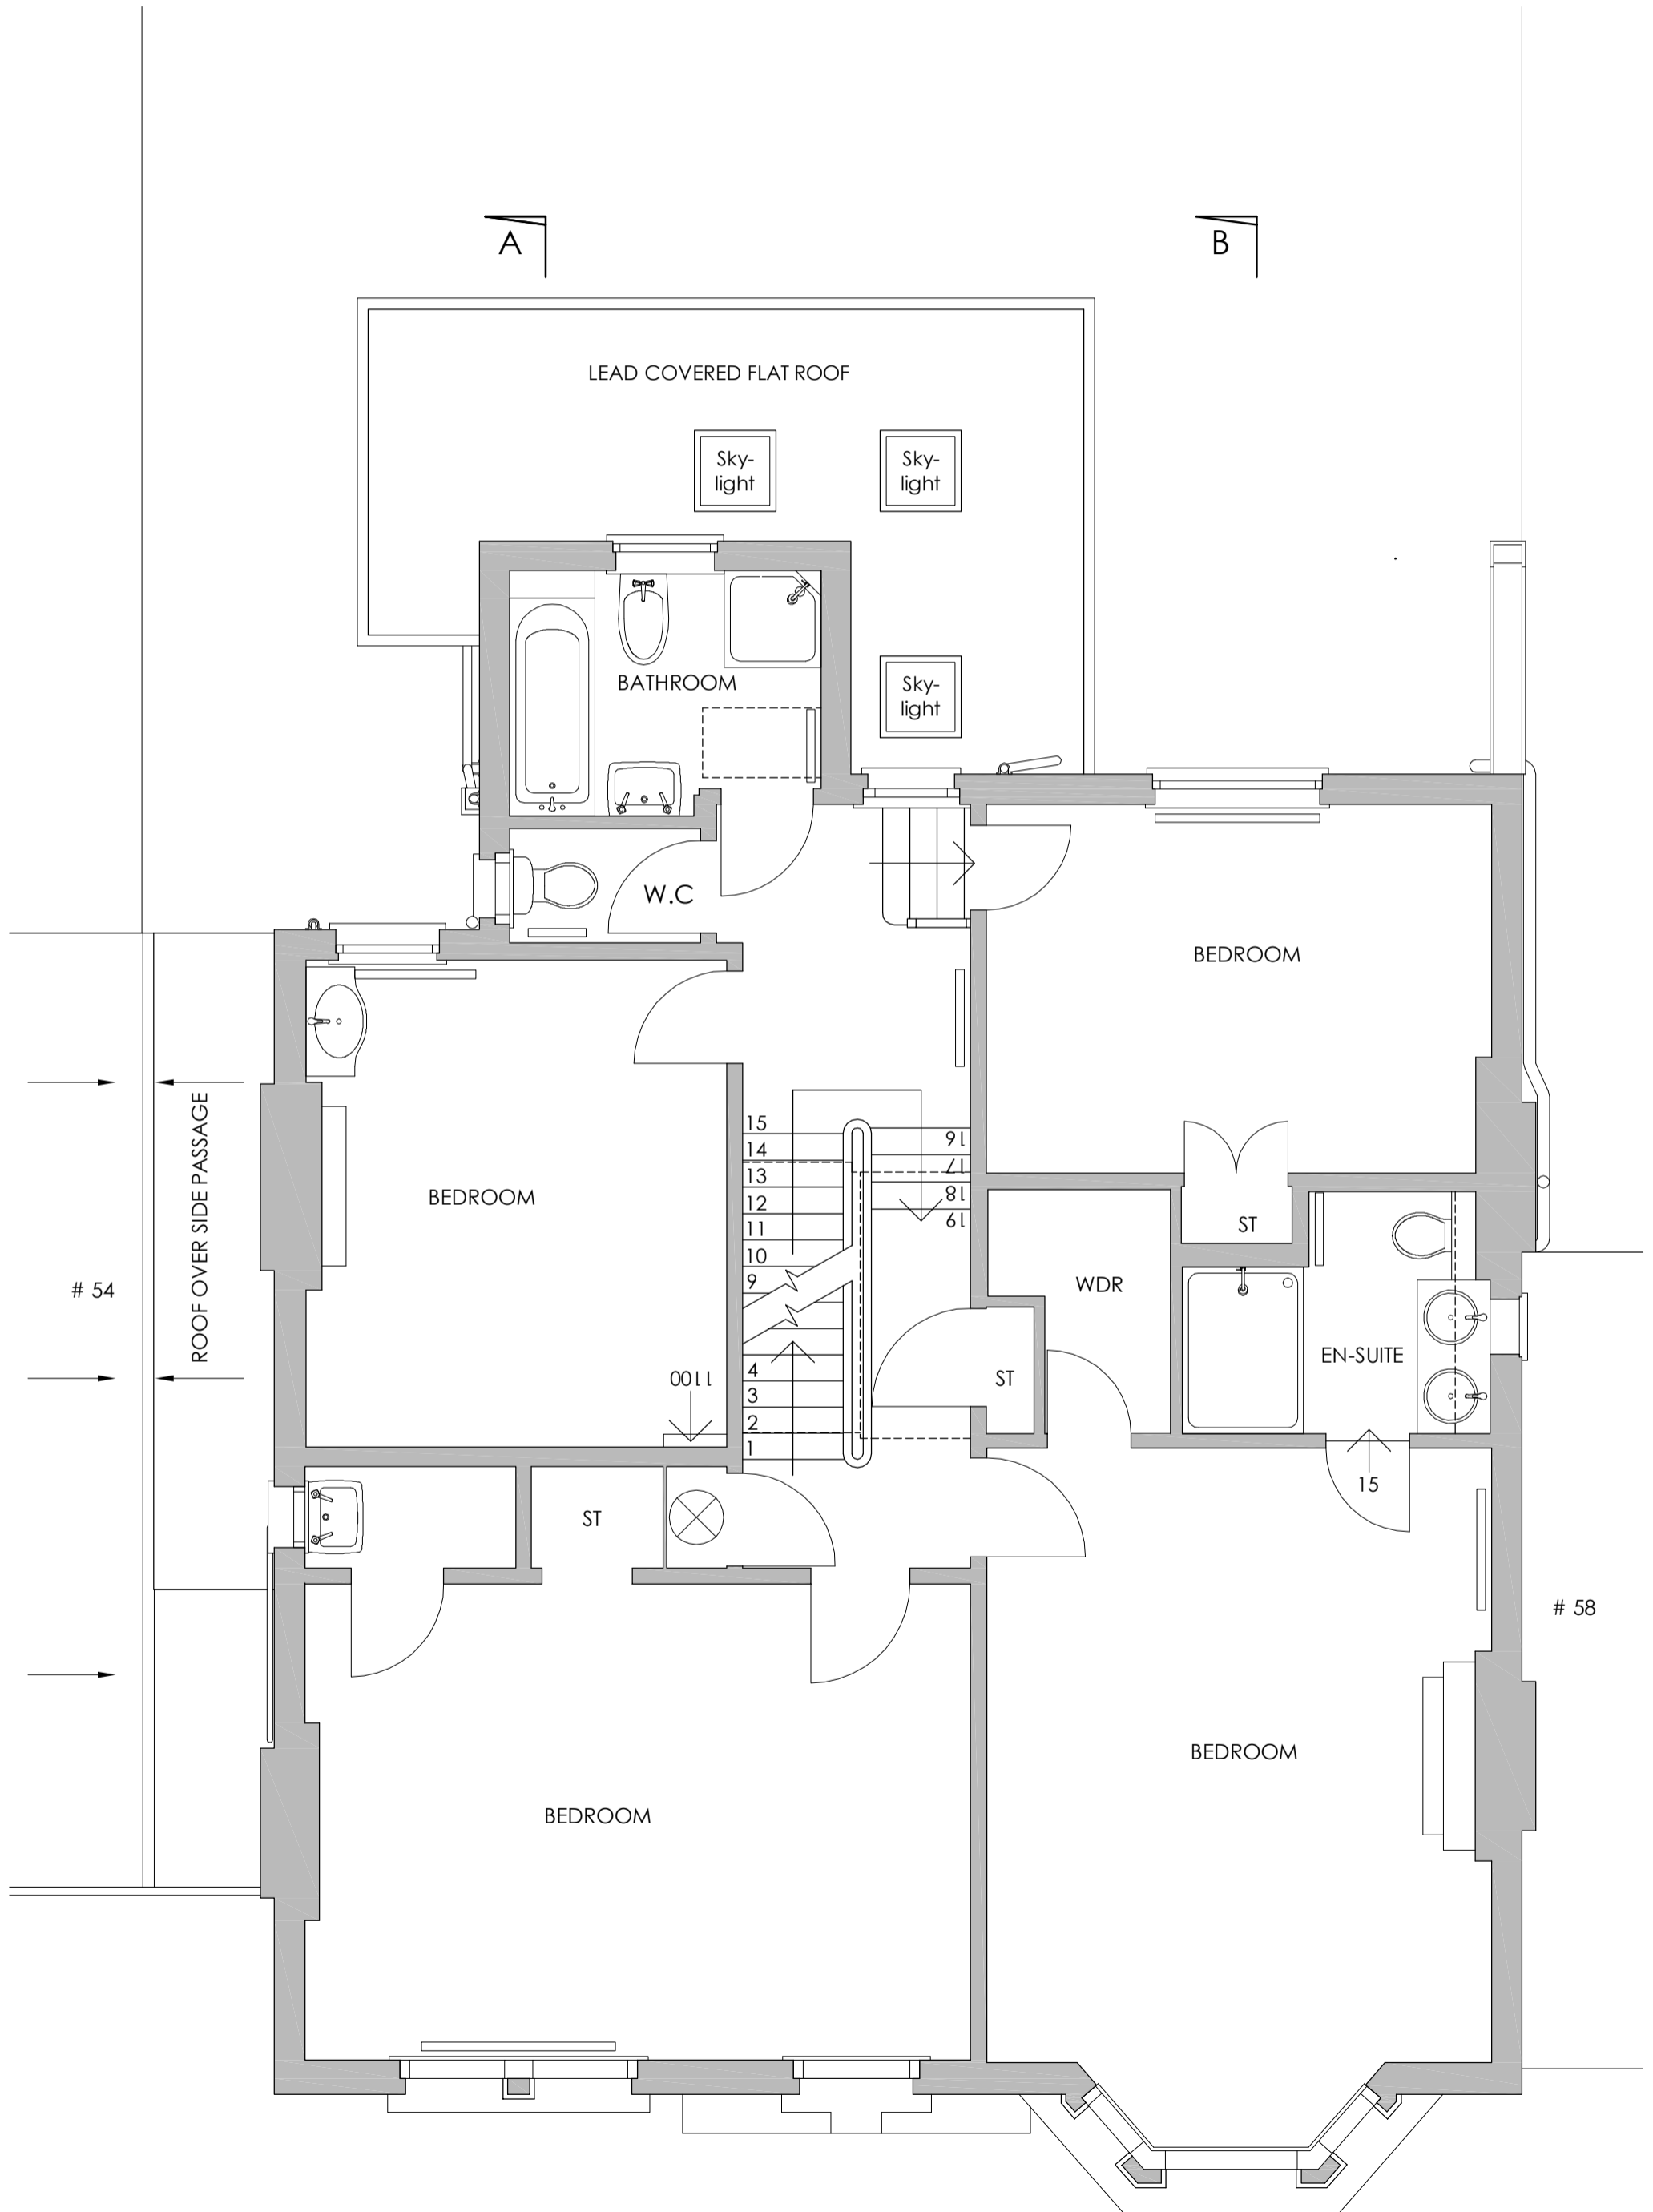 A
B
LEAD COVERED FLAT ROOF
Sky-
light
Sky-
light
Sky-
light
BATHROOM
W.C
BEDROOM
ROOF OVER SIDE PASSAGE
BEDROOM
15
14
13
12
11
10
9
4
3
2
1
16
17
18
19
ST
WDR
# 54
EN-SUITE
ST
1100
15
ST
# 58
BEDROOM
BEDROOM